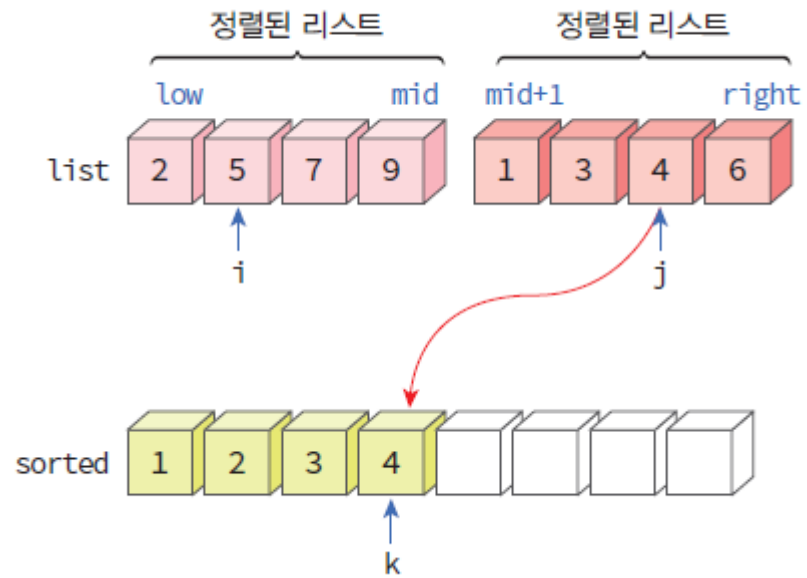 정렬된 리스트 정렬된 리스트
low mid mid+1 right
list 2 5 7 9 1 3 4 6
i j
sorted 1 2 3 4
k